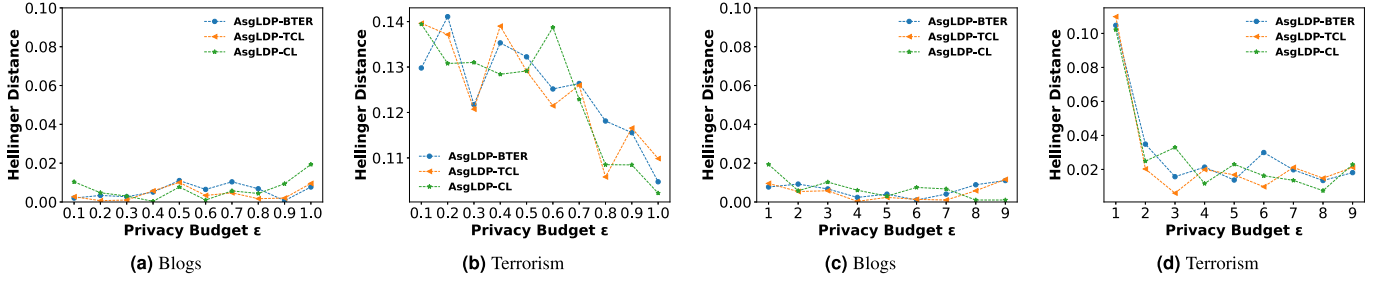 Hellinger Distance
0.10
0.08
0.06
0.04
0.02
0.00
0.1 0.2 0.3 0.4 0.5 0.6 0.7 0.8 0.9 1.0
Privacy Budget ε
AsgLDP-BTER
AsgLDP-TCL
AsgLDP-CL
(a) Blogs
Hellinger Distance
0.14
0.13
0.12
0.11
0.1 0.2 0.3 0.4 0.5 0.6 0.7 0.8 0.9 1.0
Privacy Budget ε
AsgLDP-BTER
AsgLDP-TCL
AsgLDP-CL
(b) Terrorism
Hellinger Distance
0.10
0.08
0.06
0.04
0.02
0.00
1 2 3 4 5 6 7 8 9
Privacy Budget ε
AsgLDP-BTER
AsgLDP-TCL
AsgLDP-CL
(c) Blogs
Hellinger Distance
0.10
0.08
0.06
0.04
0.02
1 2 3 4 5 6 7 8 9
Privacy Budget ε
AsgLDP-BTER
AsgLDP-TCL
AsgLDP-CL
(d) Terrorism